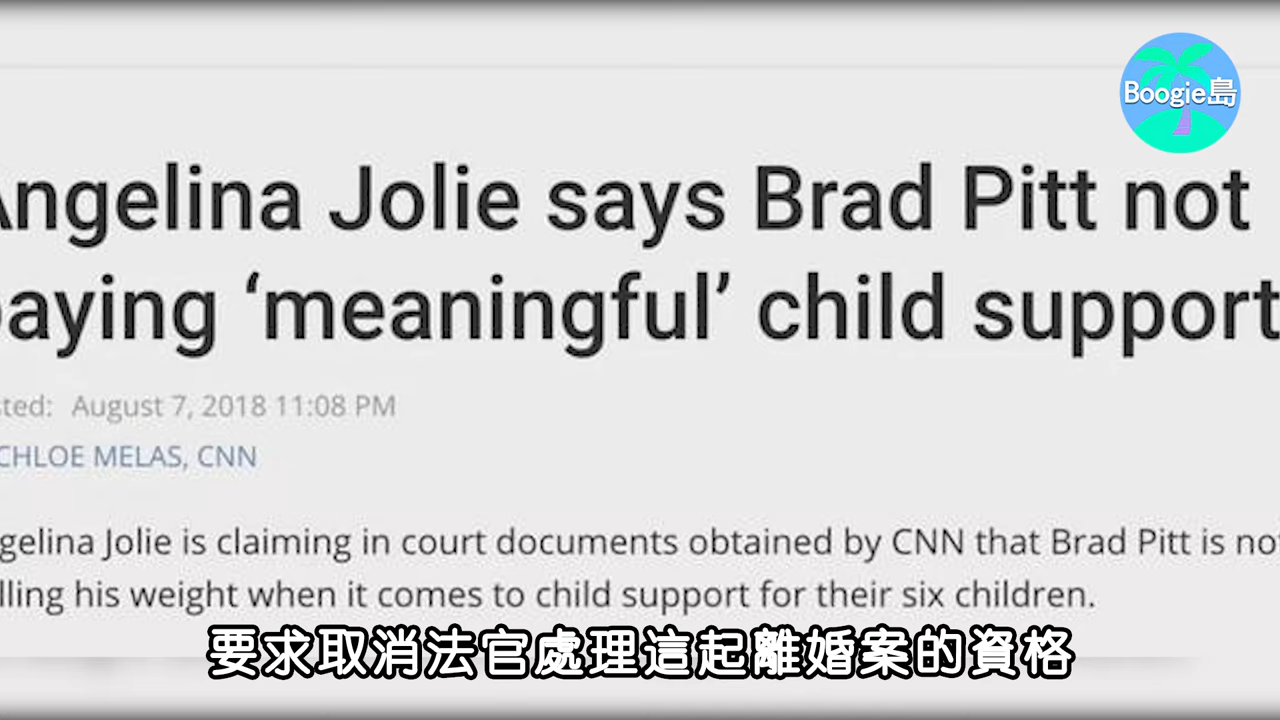 Boogie島
Angelina Jolie says Brad Pitt not
paying ‘meaningful’ child support
sted: August 7, 2018 11:08 PM
CHLOE MELAS, CNN
gelina Jolie is claiming in court documents obtained by CNN that Brad Pitt is not
lling his weight when it comes to child support for their six children.
要求取消法官處理這起離婚案的資格